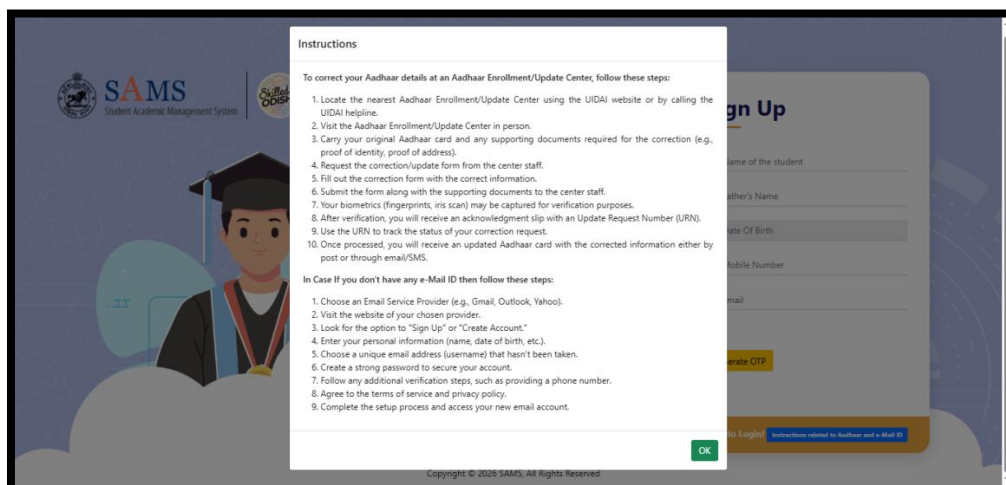 SAMS
Student Academic Management System
Skilled
Instructions
To correct your Aadhaar details at an Aadhaar Enrollment/Update Center, follow these steps:
1. Locate the nearest Aadhaar Enrollment/Update Center using the UIDAI website or by calling the
UIDAI helpline.
2. Visit the Aadhaar Enrollment/Update Center in person.
3. Carry your original Aadhaar card and any supporting documents required for the correction (e.g.,
proof of identity, proof of address).
4. Request the correction/update form from the center staff.
5. Fill out the correction form with the correct information.
6. Submit the form along with the supporting documents to the center staff.
7. Your biometrics (fingerprints, iris scan) may be captured for verification purposes.
8. After verification, you will receive an acknowledgment slip with an Update Request Number (URN).
9. Use the URN to track the status of your correction request.
10. Once processed, you will receive an updated Aadhaar card with the corrected information either by
post or through email/SMS.
In Case If you don't have any e-Mail ID then follow these steps:
1. Choose an Email Service Provider (e.g., Gmail, Outlook, Yahoo).
2. Visit the website of your chosen provider.
3. Look for the option to "Sign Up" or "Create Account."
4. Enter your personal information (name, date of birth, etc.).
5. Choose a unique email address (username) that hasn't been taken.
6. Create a strong password to secure your account.
7. Follow any additional verification steps, such as providing a phone number.
8. Agree to the terms of service and privacy policy.
9. Complete the setup process and access your new email account.
OK
gn Up
Name of the student
ather's Name
Date Of Birth
Mobile Number
mail
erate OTP
to Login! Instructions related to Aadhaar and e-Mail ID
Copyright © 2026 SAMS, All Rights Reserved